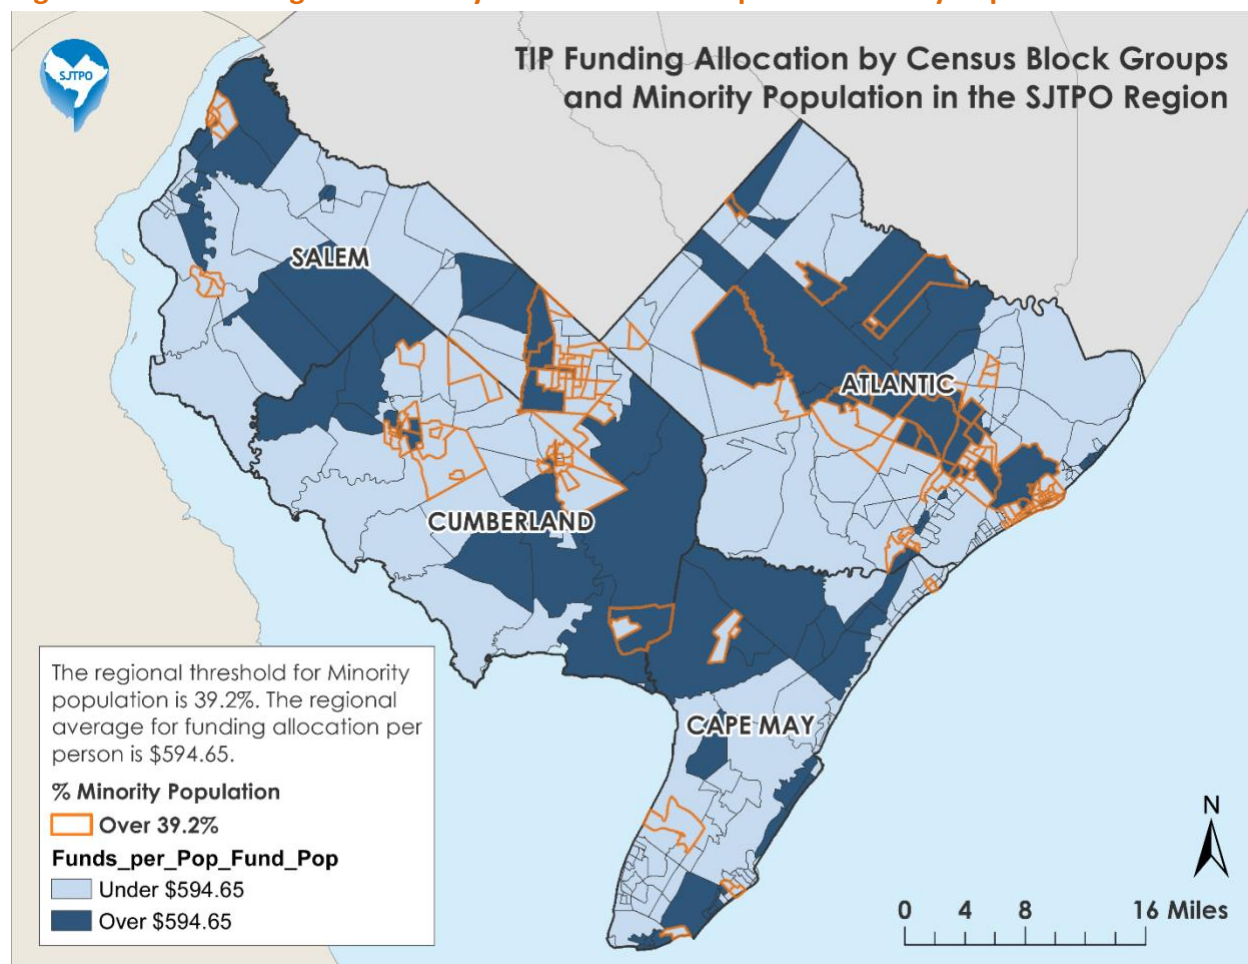 SJTPO
TIP Funding Allocation by Census Block Groups
and Minority Population in the SJTPO Region
SALEM
ATLANTIC
CUMBERLAND
CAPE MAY
The regional threshold for Minority
population is 39.2%. The regional
average for funding allocation per
person is $594.65.
% Minority Population
Over 39.2%
Funds_per_Pop_Fund_Pop
Under $594.65
Over $594.65
N
0 4 8 16 Miles